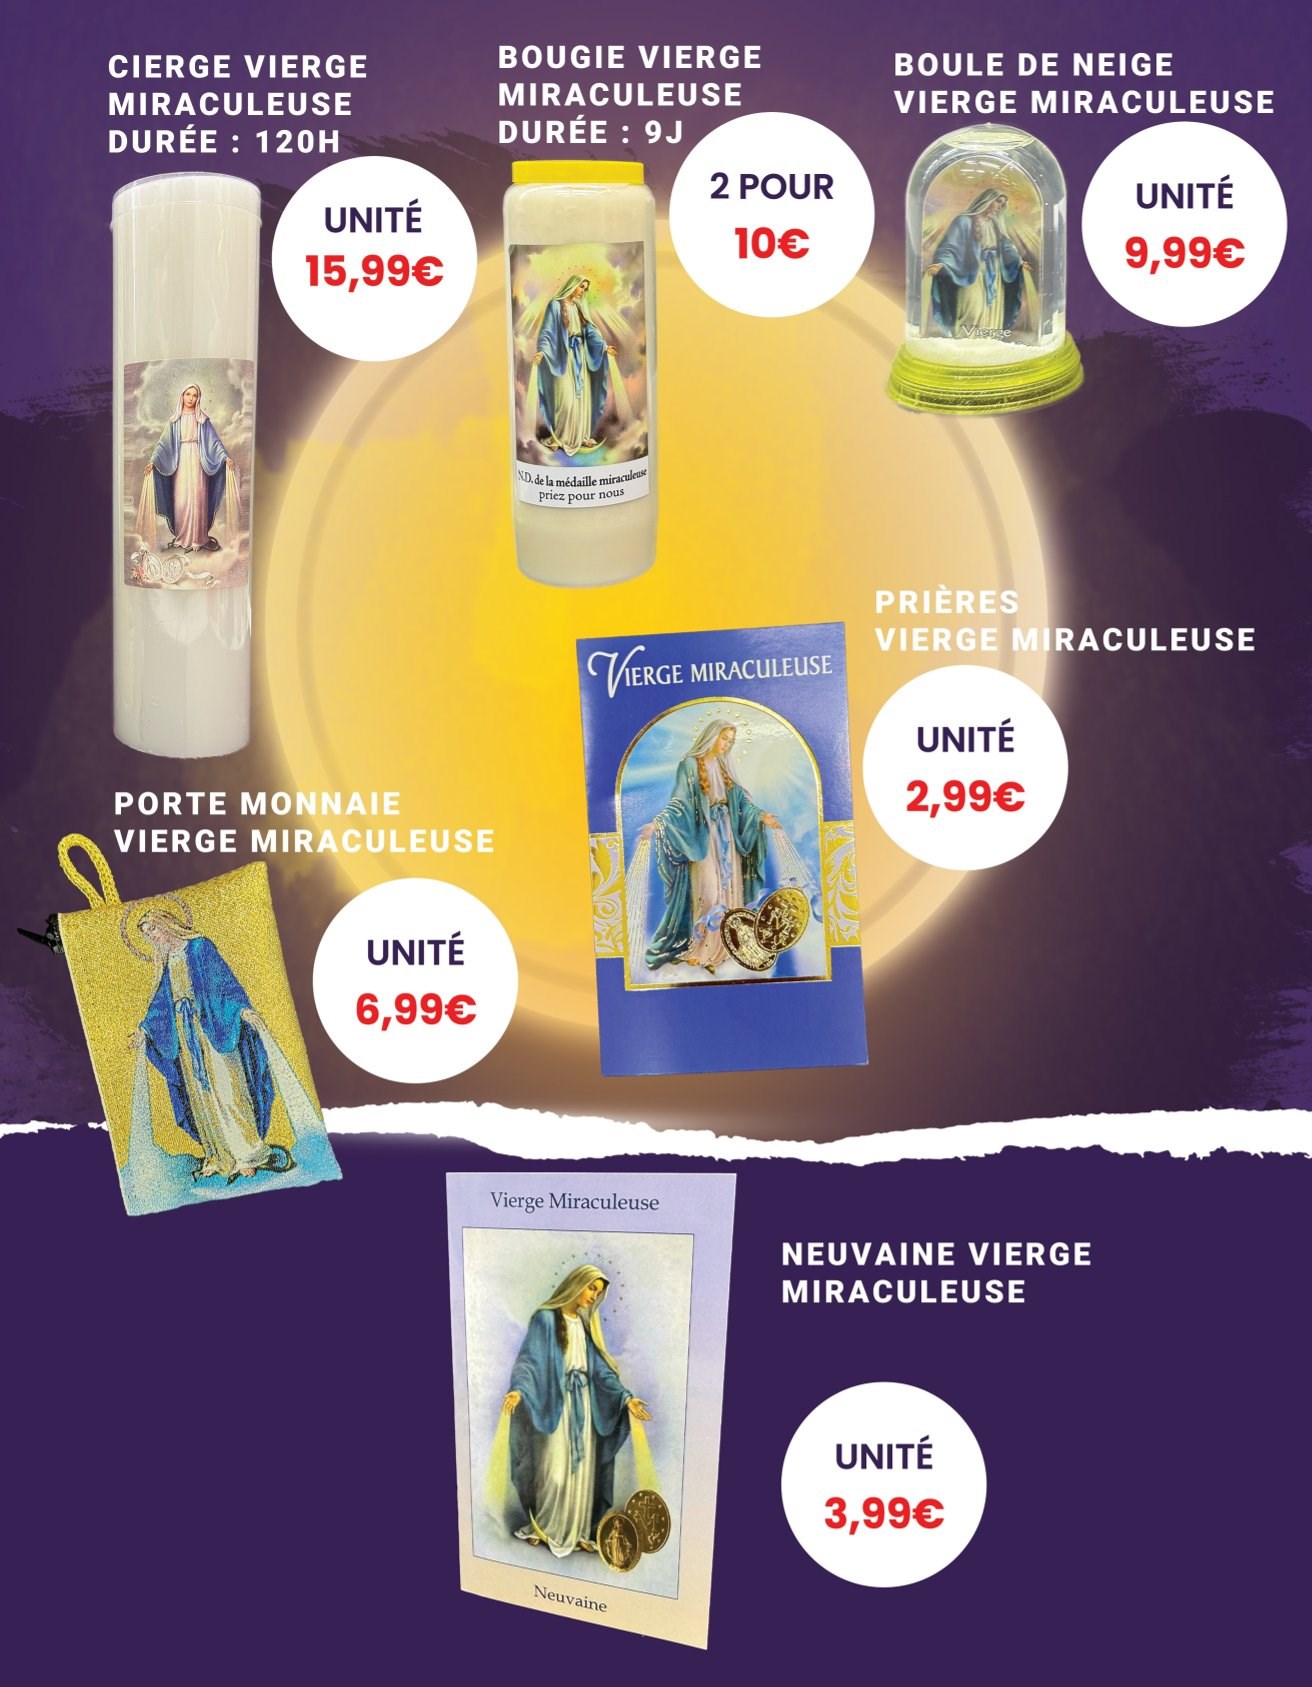 CIERGE VIERGE
MIRACULEUSE
DURÉE : 120H
UNITÉ
15,99€
BOUGIE VIERGE
MIRACULEUSE
DURÉE : 9J
2 POUR
10€
N.D. de la médaille miraculeuse
priez pour nous
BOULE DE NEIGE
VIERGE MIRACULEUSE
UNITÉ
9,99€
Vierge
PRIÈRES
VIERGE MIRACULEUSE
UNITÉ
2,99€
VIERGE MIRACULEUSE
PORTE MONNAIE
VIERGE MIRACULEUSE
UNITÉ
6,99€
Vierge Miraculeuse
Neuvaine
NEUVAINE VIERGE
MIRACULEUSE
UNITÉ
3,99€